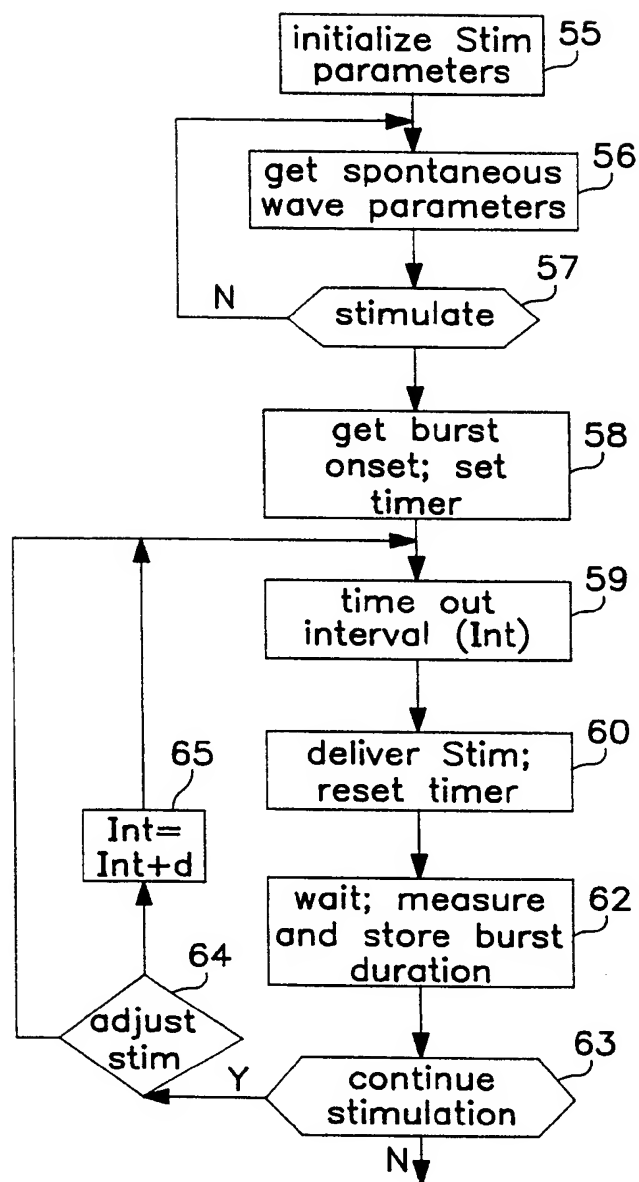 initialize Stim
parameters
55
get spontaneous
wave parameters
56
N
stimulate
57
get burst
onset; set
timer
58
time out
interval (Int)
59
deliver Stim;
reset timer
60
65
Int=
Int+d
wait; measure
and store burst
duration
62
64
adjust
stim
Y
continue
stimulation
63
N